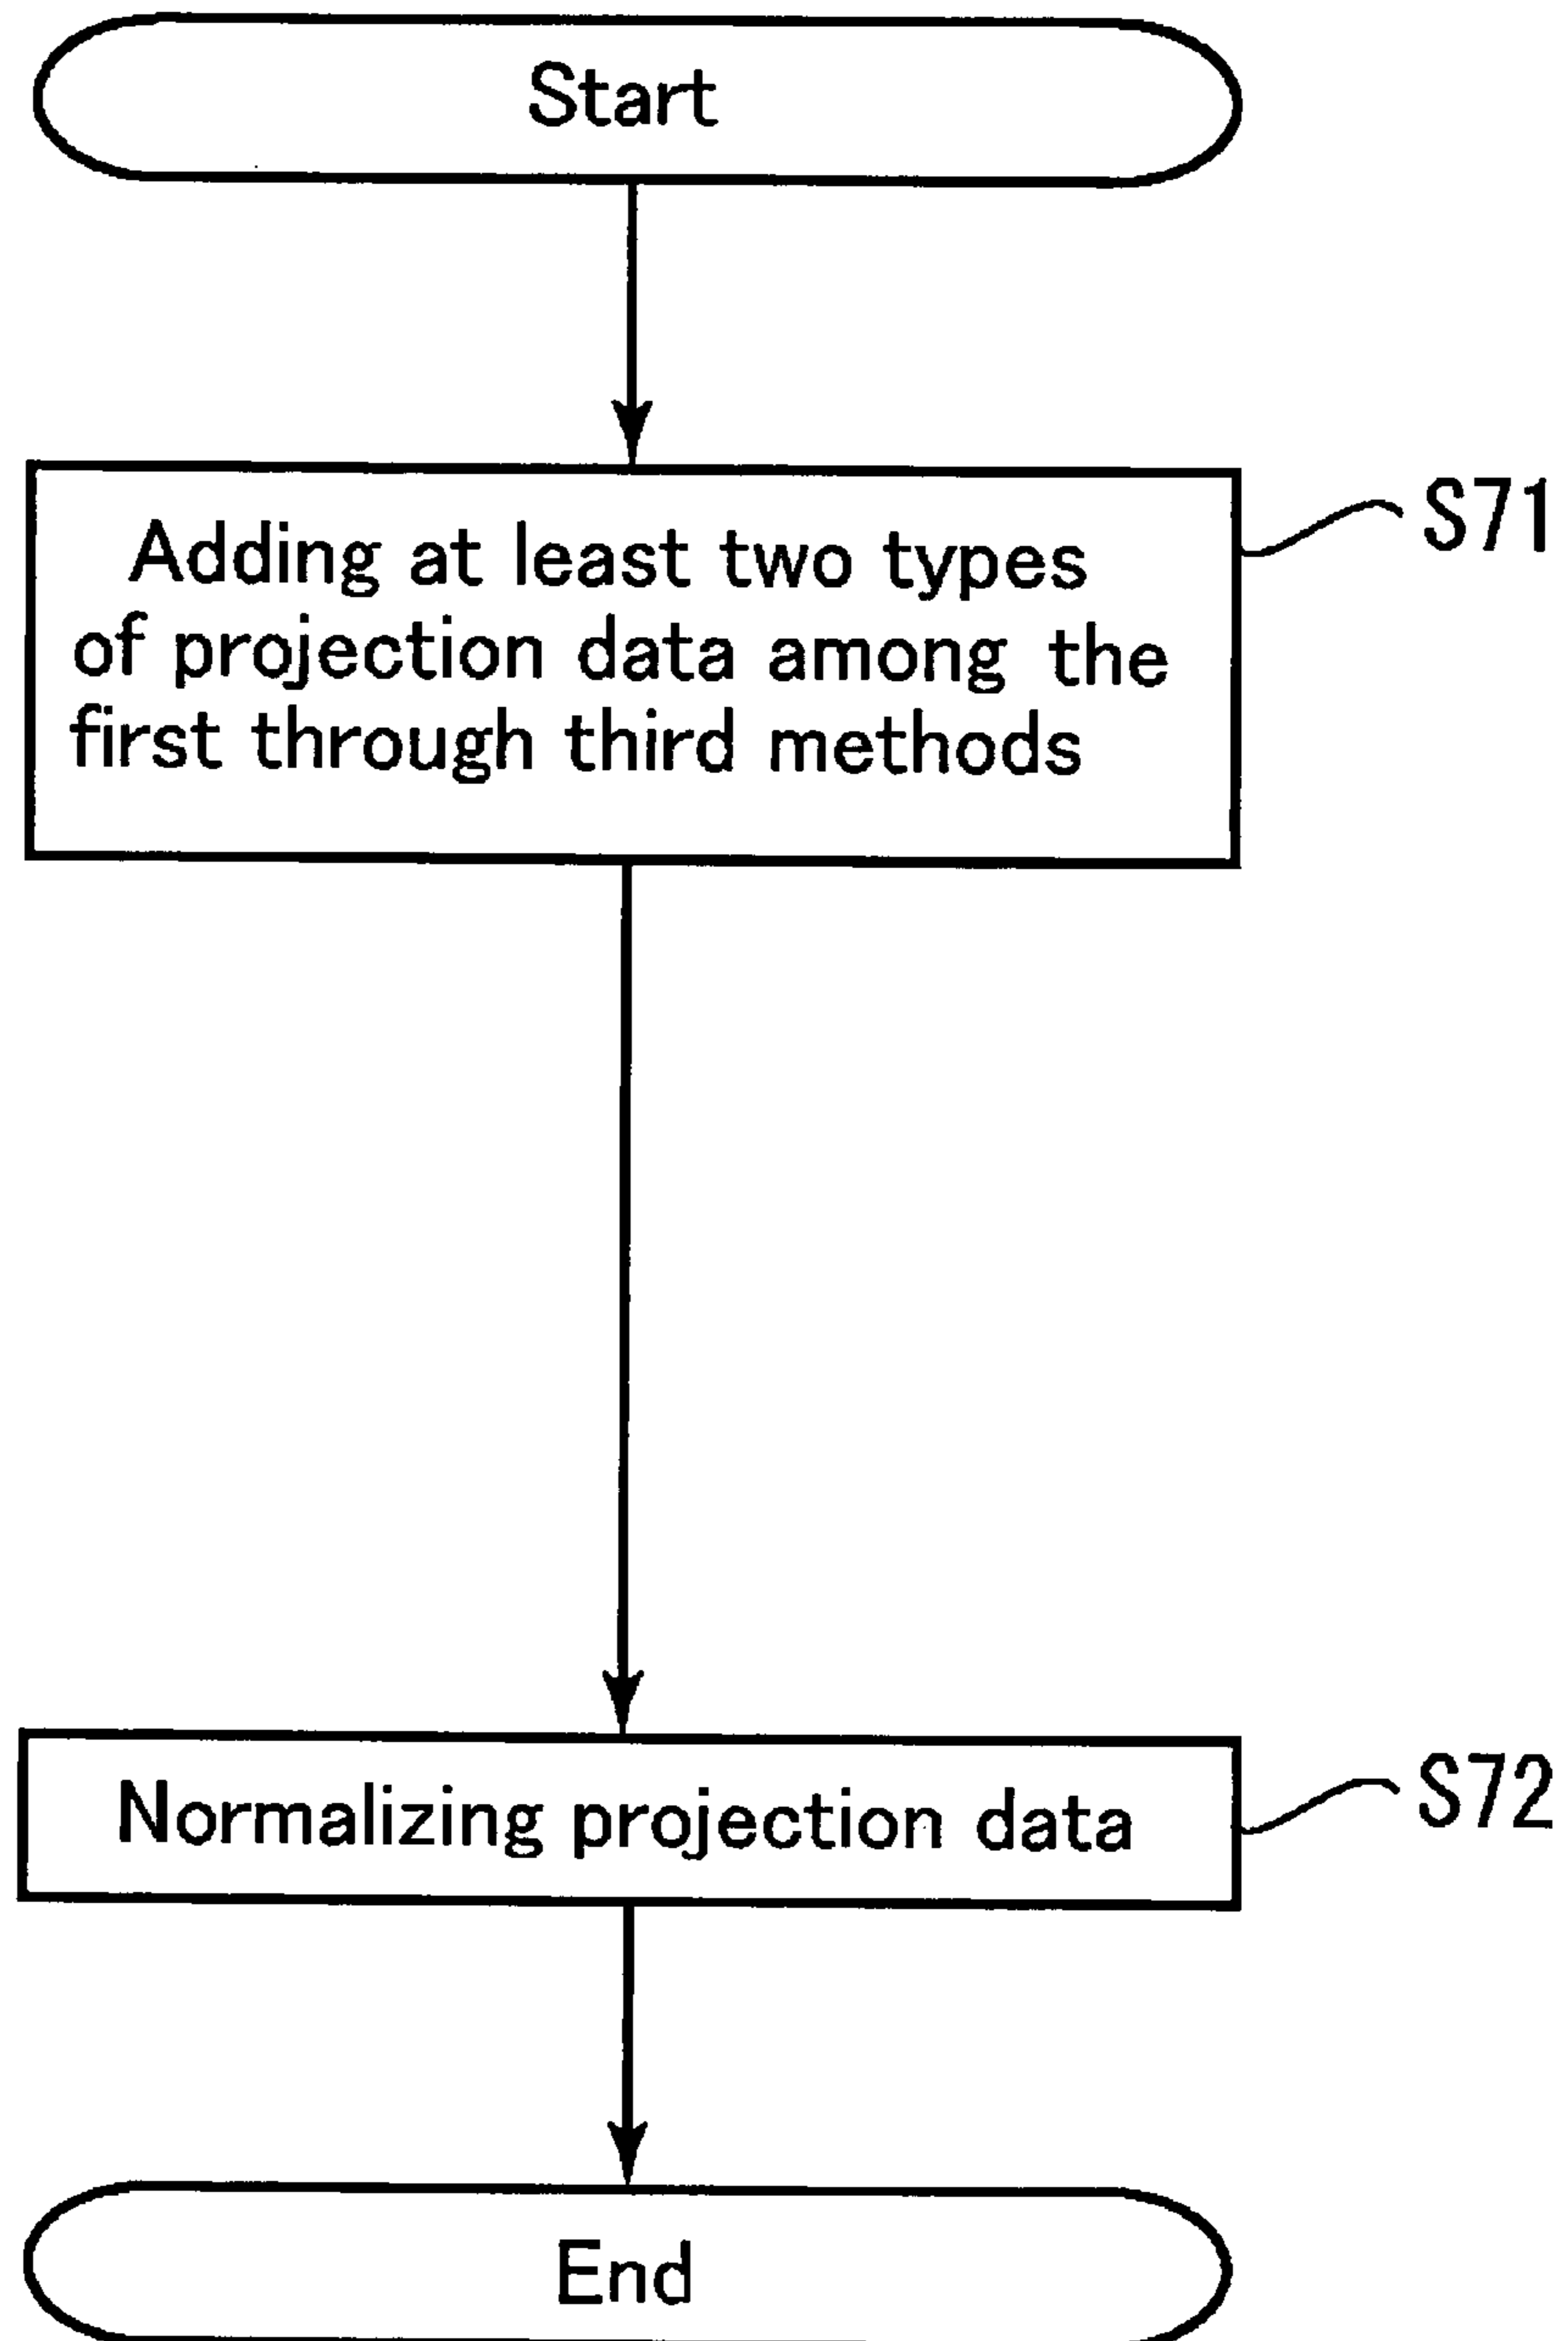 Start
Adding at least two types
of projection data among the
first through third methods
S71
Normalizing projection data
S72
End